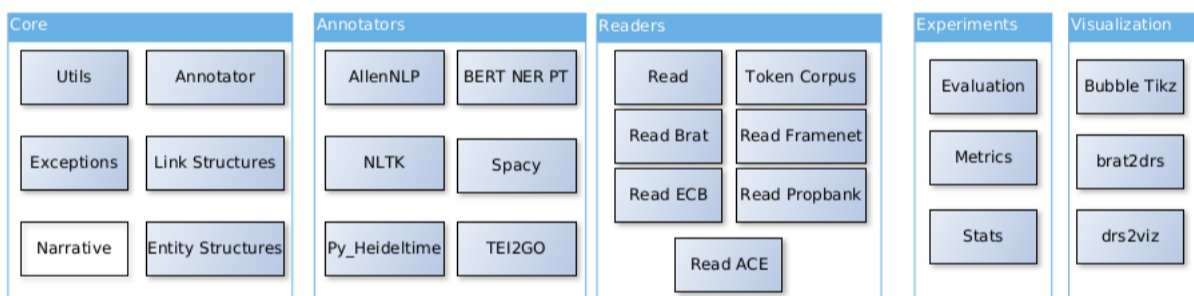 Core
Utils
Annotator
Exceptions
Link Structures
Narrative
Entity Structures
Annotators
AllenNLP
BERT NER PT
NLTK
Spacy
Py_Heideltime
TEI2GO
Readers
Read
Token Corpus
Read Brat
Read Framenet
Read ECB
Read Propbank
Read ACE
Experiments
Evaluation
Metrics
Stats
Visualization
Bubble Tikz
brat2drs
drs2viz